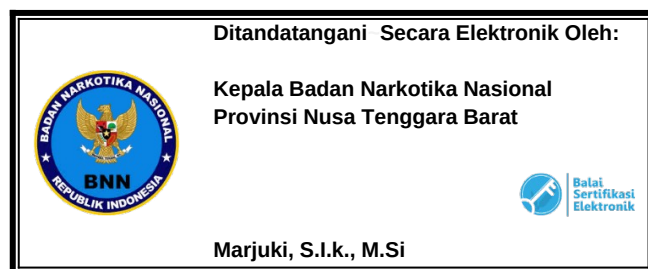 Ditandatangani Secara Elektronik Oleh:
Kepala Badan Narkotika Nasional
Provinsi Nusa Tenggara Barat
BADAN NARKOTIKA NASIONAL
BNN
REPUBLIK INDONESIA
Balai
Sertifikasi
Elektronik
Marjuki, S.I.k., M.Si